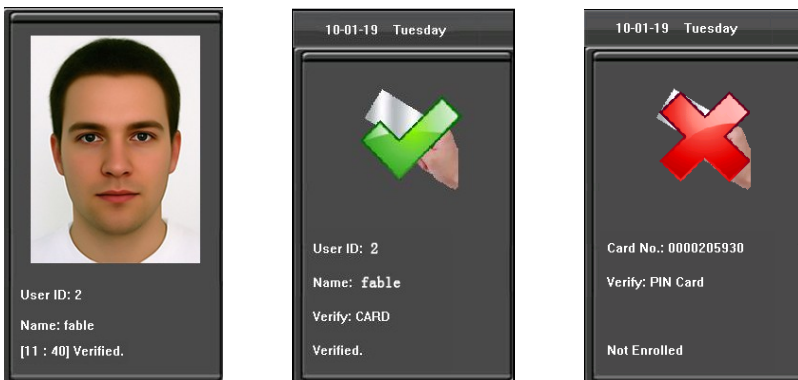 User ID: 2
Name: fable
[11 : 40] Verified.
10-01-19 Tuesday
User ID: 2
Name: fable
Verify: CARD
Verified.
10-01-19 Tuesday
Card No.: 0000205930
Verify: PIN Card
Not Enrolled